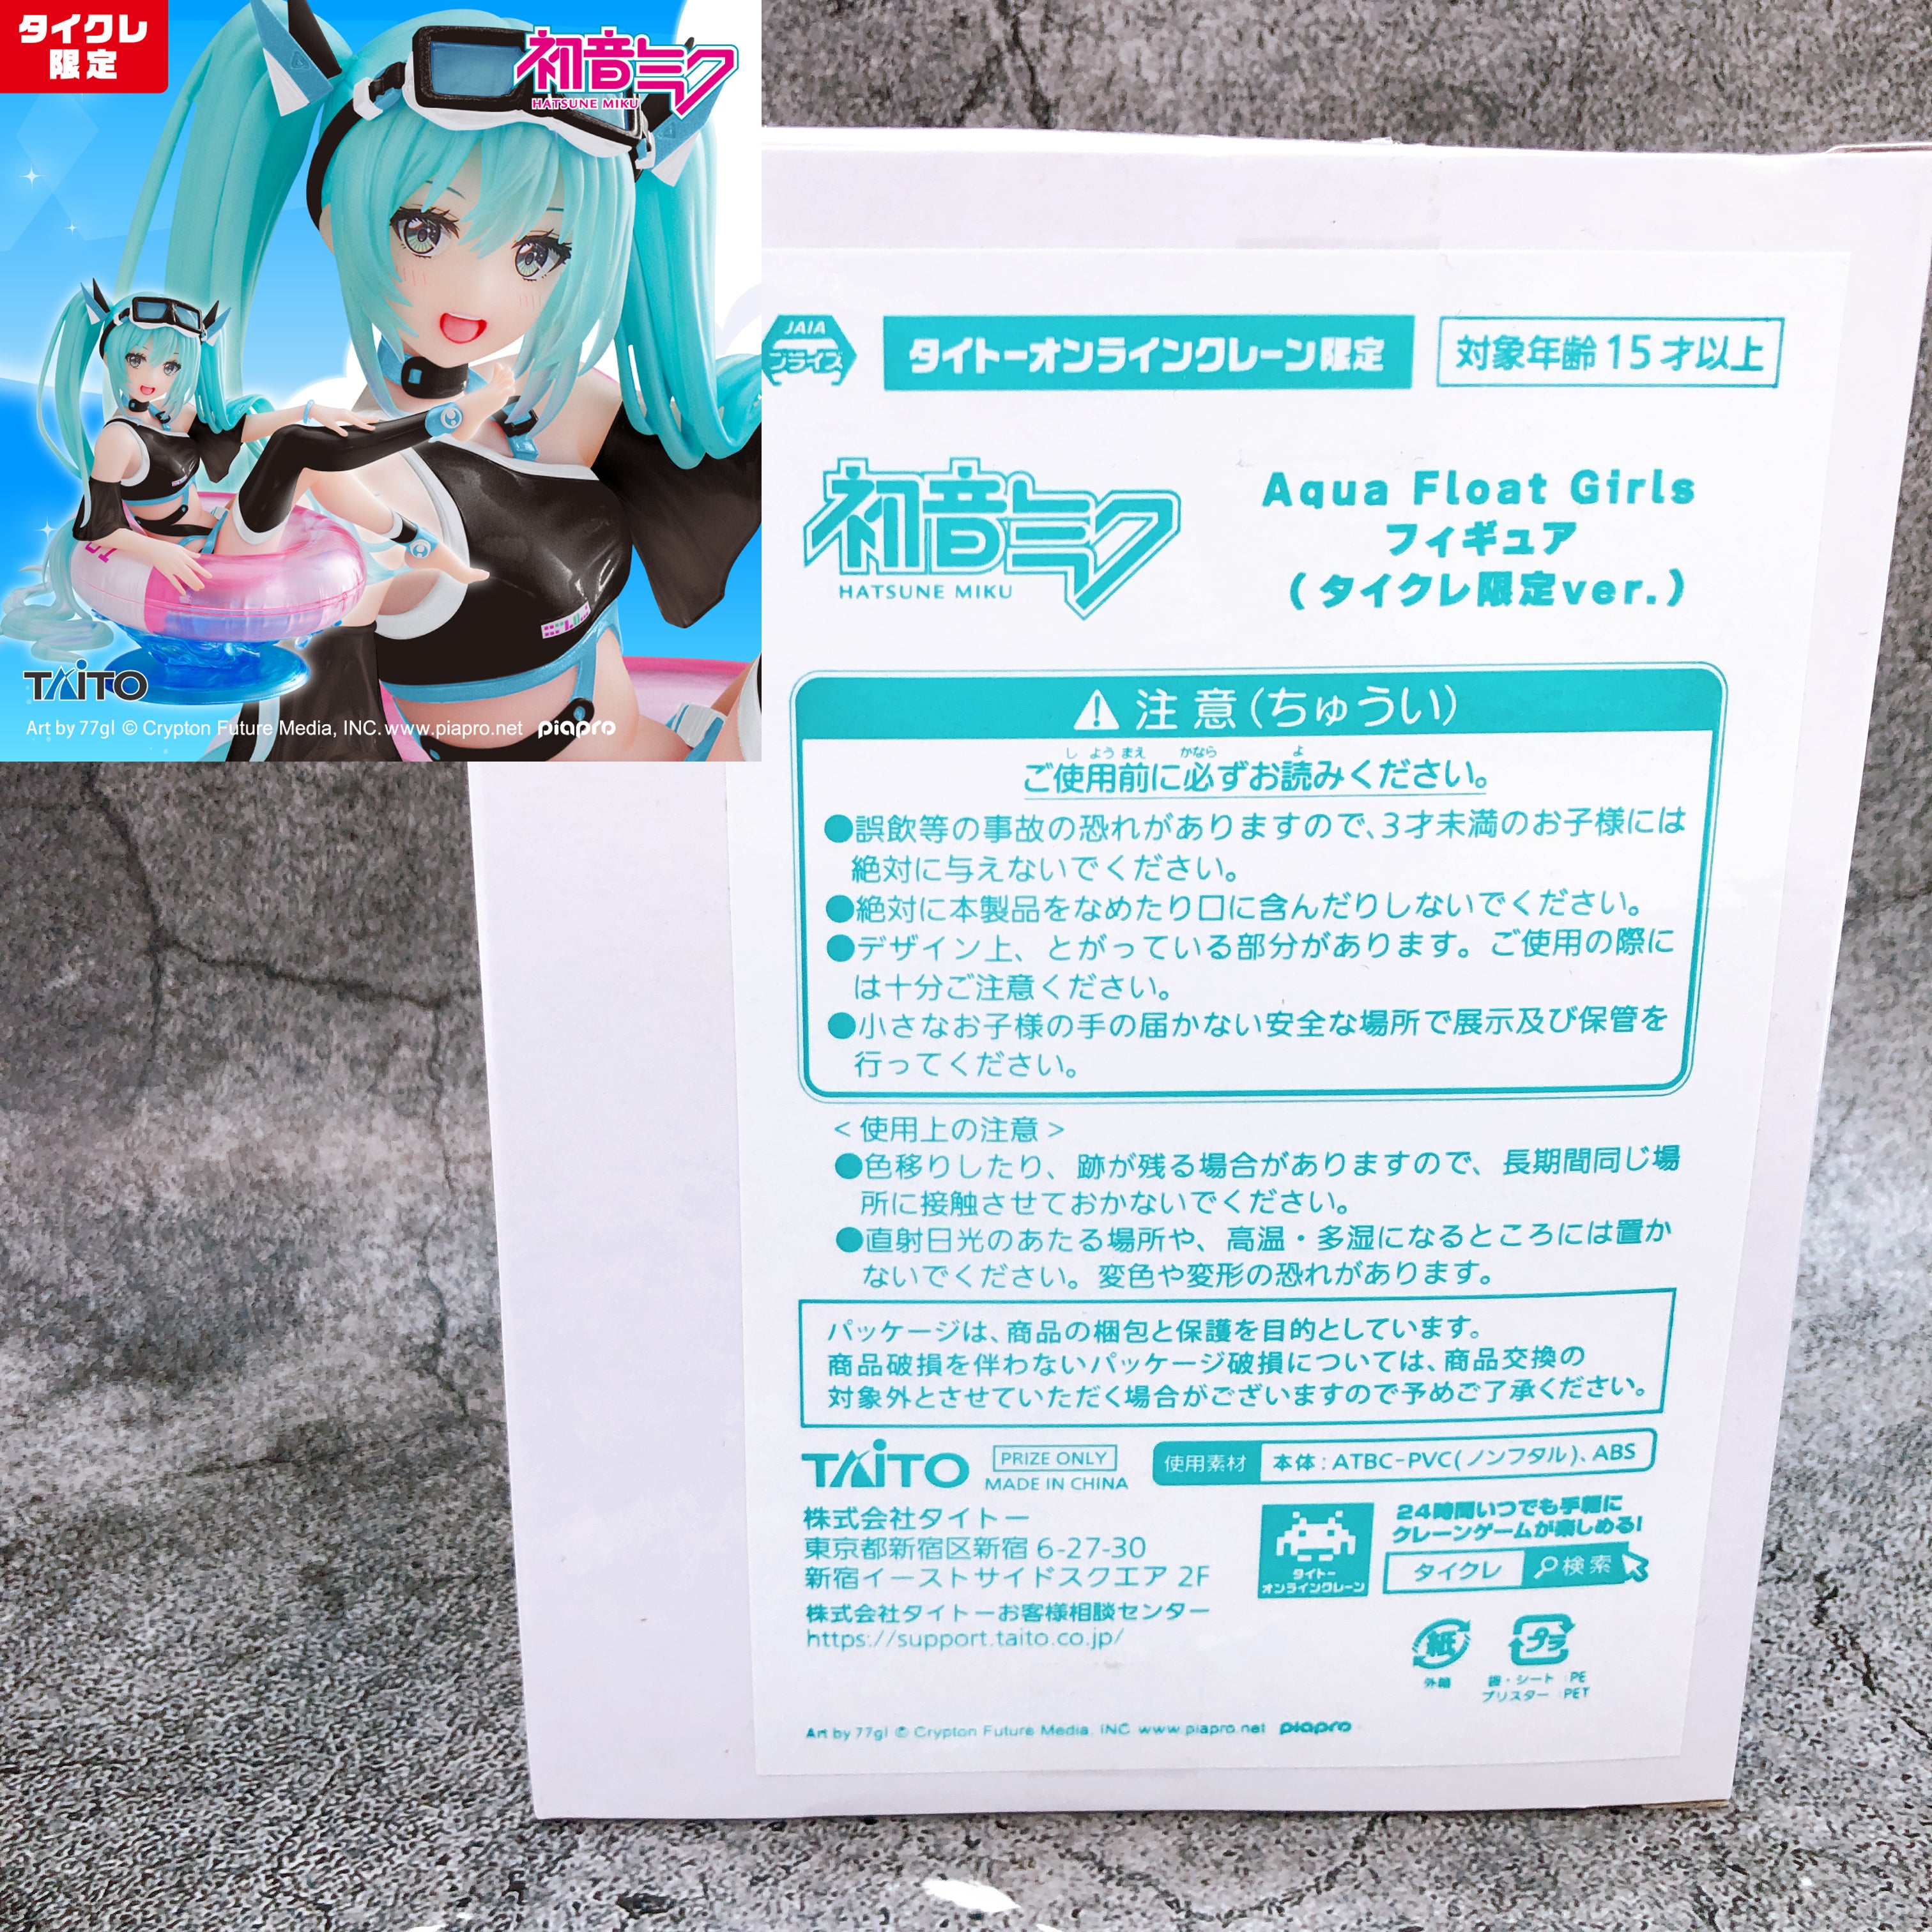 タイクレ
限定
初音ミク
HATSUNE MIKU
TAITO
Art by 77gl © Crypton Future Media, INC. www.piapro.net piapro
JAIA
プライズ
タイトーオンラインクレーン限定
対象年齢15才以上
初音ミク
HATSUNE MIKU
Aqua Float Girls
フィギュア
(タイクレ限定ver.)
注意(ちゅうい)
しようまえ かなら よ
ご使用前に必ずお読みください。
●誤飲等の事故の恐れがありますので、3才未満のお子様には
絶対に与えないでください。
●絶対に本製品をなめたり口に含んだりしないでください。
●デザイン上、とがっている部分があります。ご使用の際に
は十分ご注意ください。
●小さなお子様の手の届かない安全な場所で展示及び保管を
行ってください。
<使用上の注意>
●色移りしたり、跡が残る場合がありますので、長期間同じ場
所に接触させておかないでください。
●直射日光のあたる場所や、高温・多湿になるところには置か
ないでください。変色や変形の恐れがあります。
パッケージは、商品の梱包と保護を目的としています。
商品破損を伴わないパッケージ破損については、商品交換の
対象外とさせていただく場合がございますので予めご了承ください。
TAITO
PRIZE ONLY
MADE IN CHINA
使用素材 本体:ATBC-PVC(ノンフタル)、ABS
株式会社タイトー
東京都新宿区新宿 6-27-30
新宿イーストサイドスクエア 2F
株式会社タイトーお客様相談センター
https://support.taito.co.jp/
タイトー
オンラインクレーン
24時間いつでも手軽に
クレーンゲームが楽しめる!
タイクレ 検索
紙
外箱
プラ
袋・シート:PE
ブリスター:PET
Art by 77gl © Crypton Future Media, INC www.piapro.net piapro